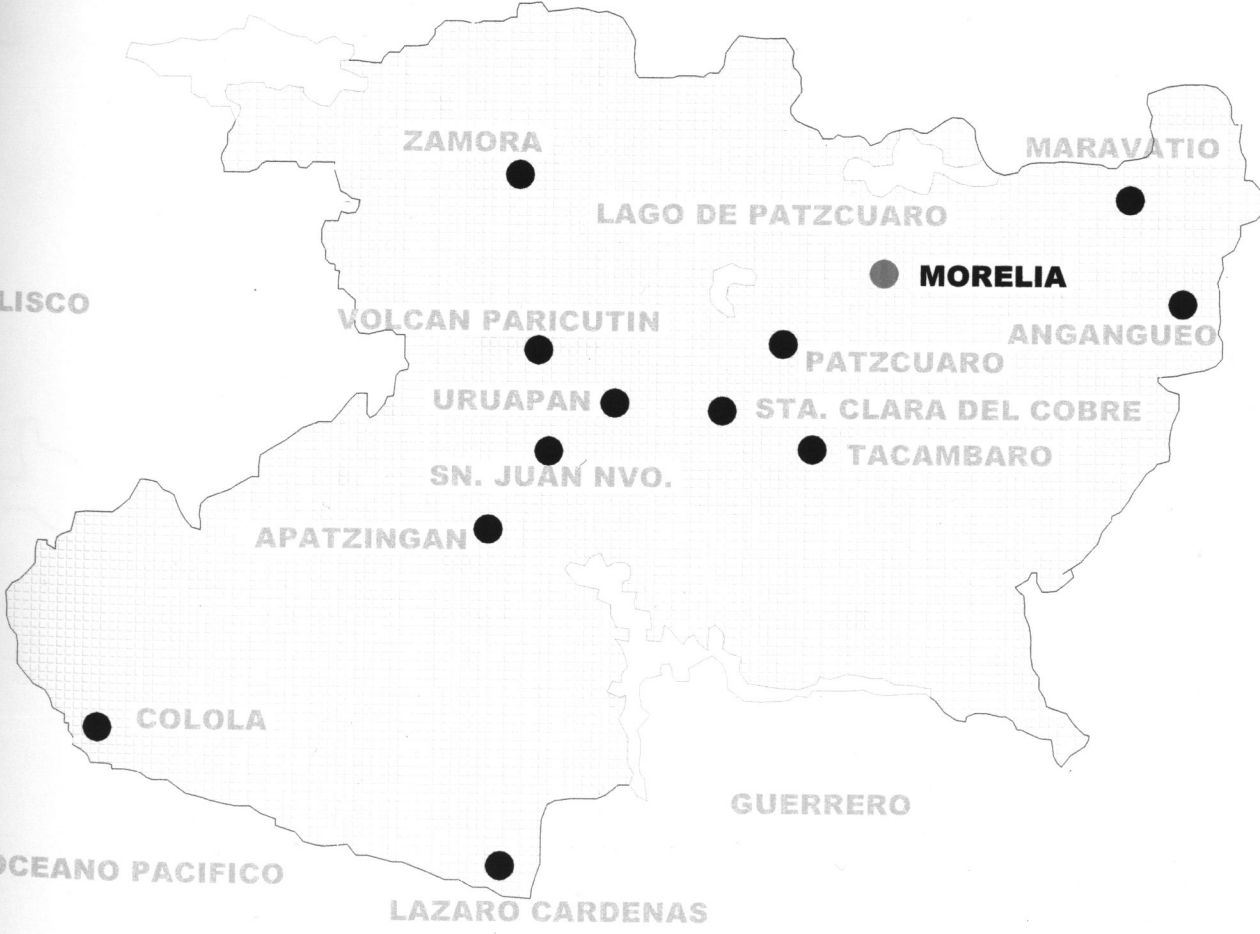 ZAMORA
MARAVATIO
LAGO DE PATZCUARO
MORELIA
LISCO
VOLCAN PARICUTIN
ANGANGUEO
PATZCUARO
URUAPAN
STA. CLARA DEL COBRE
TACAMBARO
SN. JUAN NVO.
APATZINGAN
COLOLA
GUERRERO
OCEANO PACIFICO
LAZARO CARDENAS